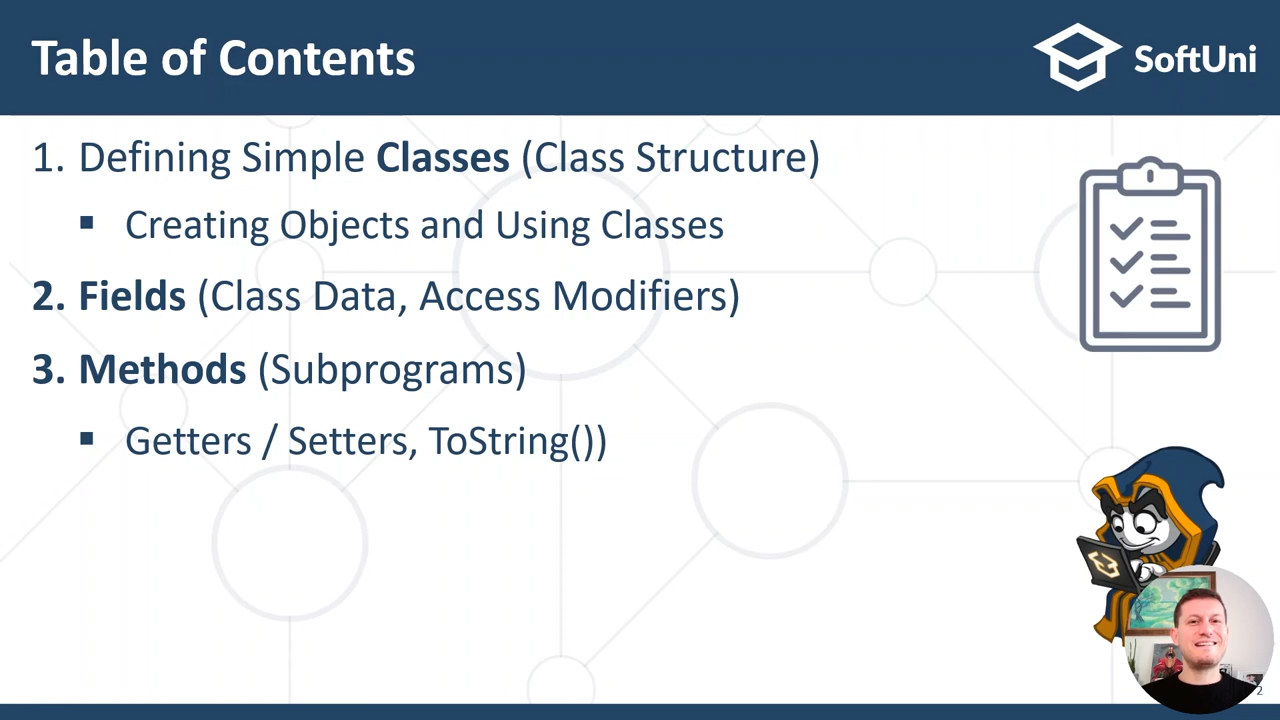 Table of Contents
SoftUni
1. Defining Simple Classes (Class Structure)
▪ Creating Objects and Using Classes
2. Fields (Class Data, Access Modifiers)
3. Methods (Subprograms)
▪ Getters / Setters, ToString())
2